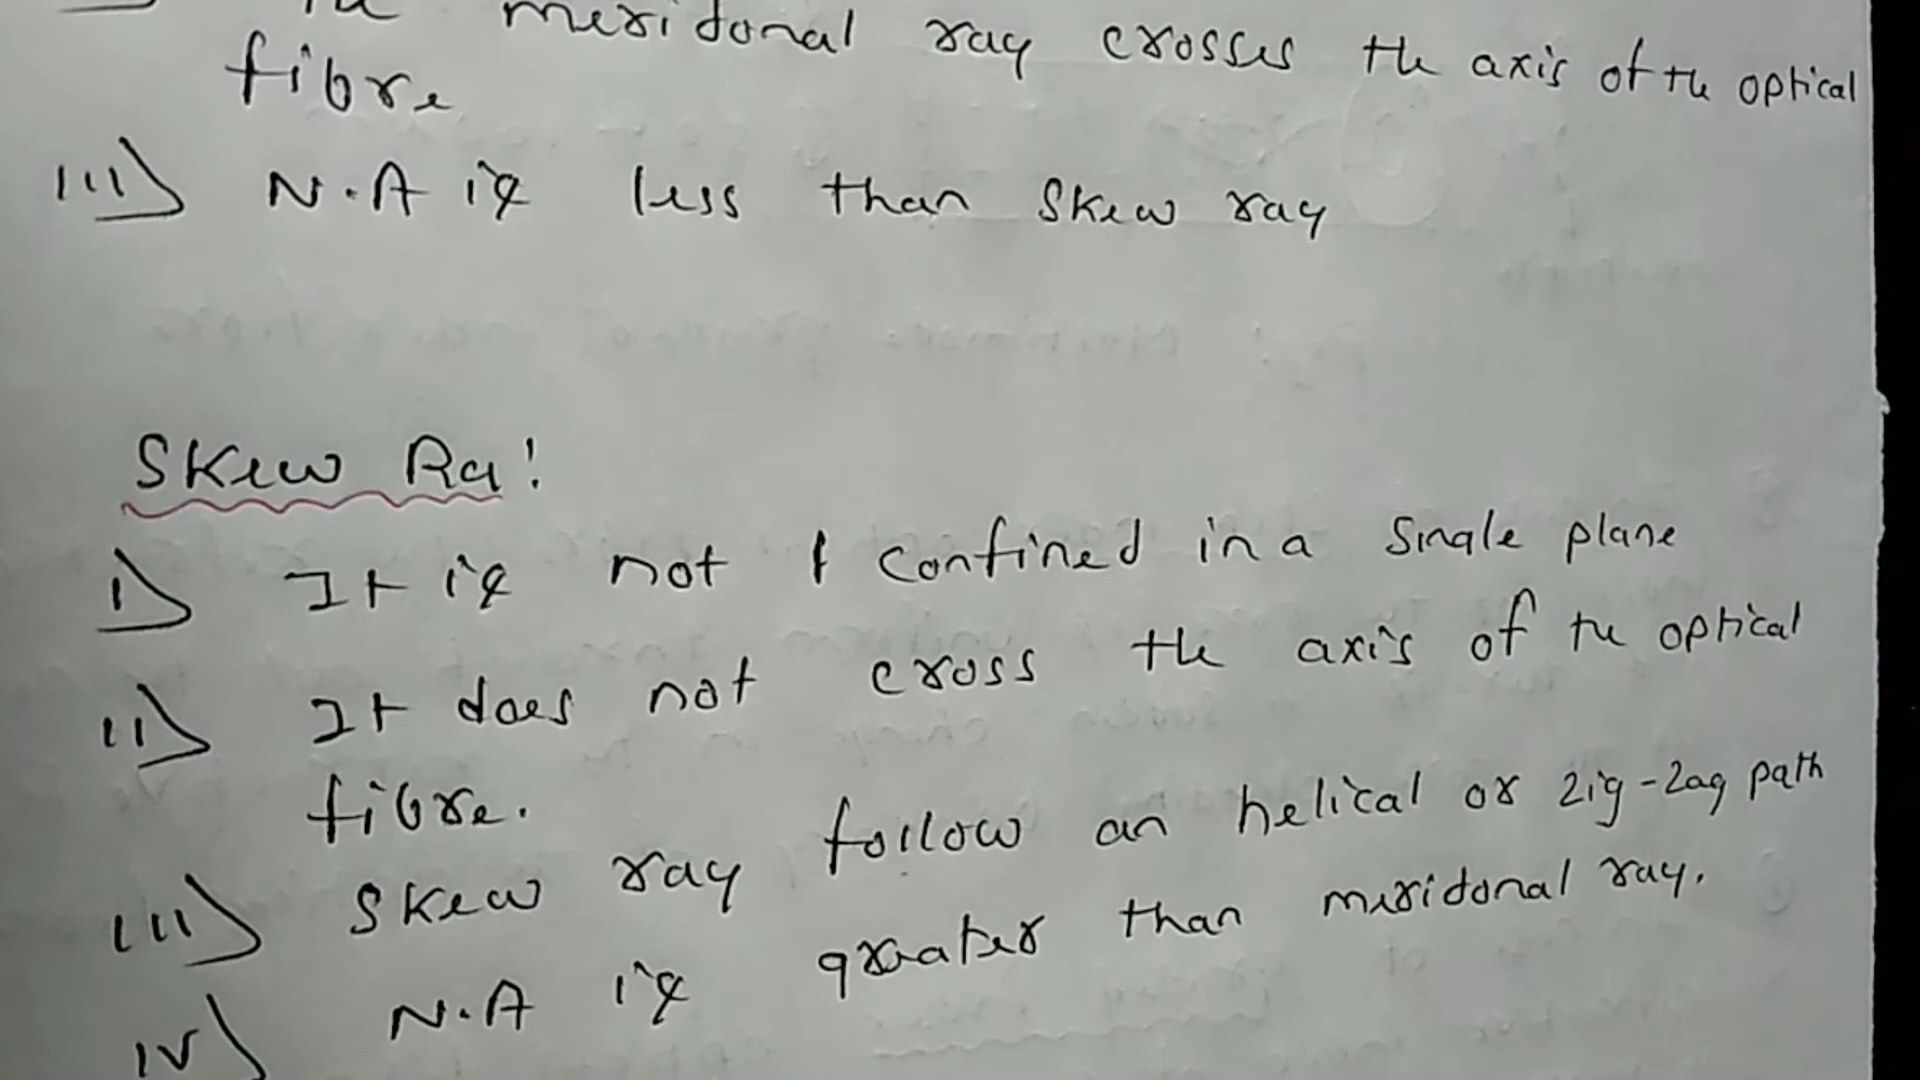 The meridonal ray crosses the axis of the optical
fibre
III) N.A is less than skew ray
Skew Ra:
I) It is not confined in a single plane
II) It does not cross the axis of the optical
fibre.
III) Skew ray follow an helical or zig-zag path
IV) N.A is greater than meridonal ray.